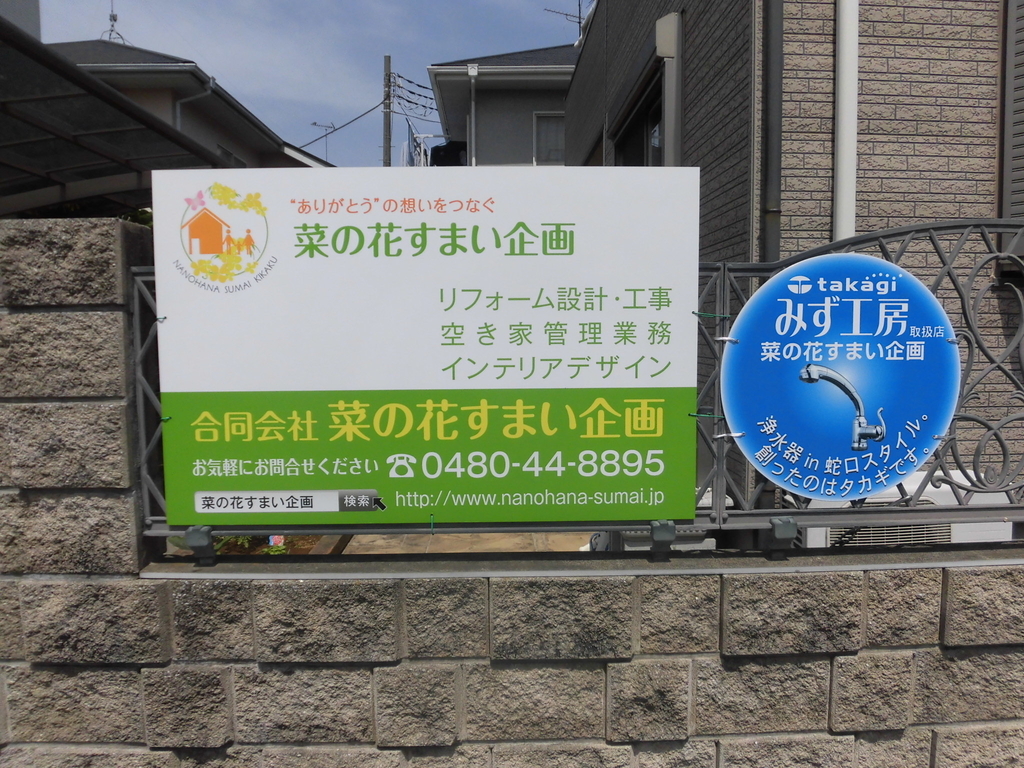 “ありがとう”の想いをつなぐ
菜の花すまい企画
NANOHANA SUMAI KIKAKU
リフォーム設計・工事
空き家管理業務
インテリアデザイン
合同会社 菜の花すまい企画
お気軽にお問合せください ☎0480-44-8895
菜の花すまい企画 検索 http://www.nanohana-sumai.jp
takagi
みず工房 取扱店
菜の花すまい企画
浄水器 in 蛇口スタイル。
創ったのはタカギです。